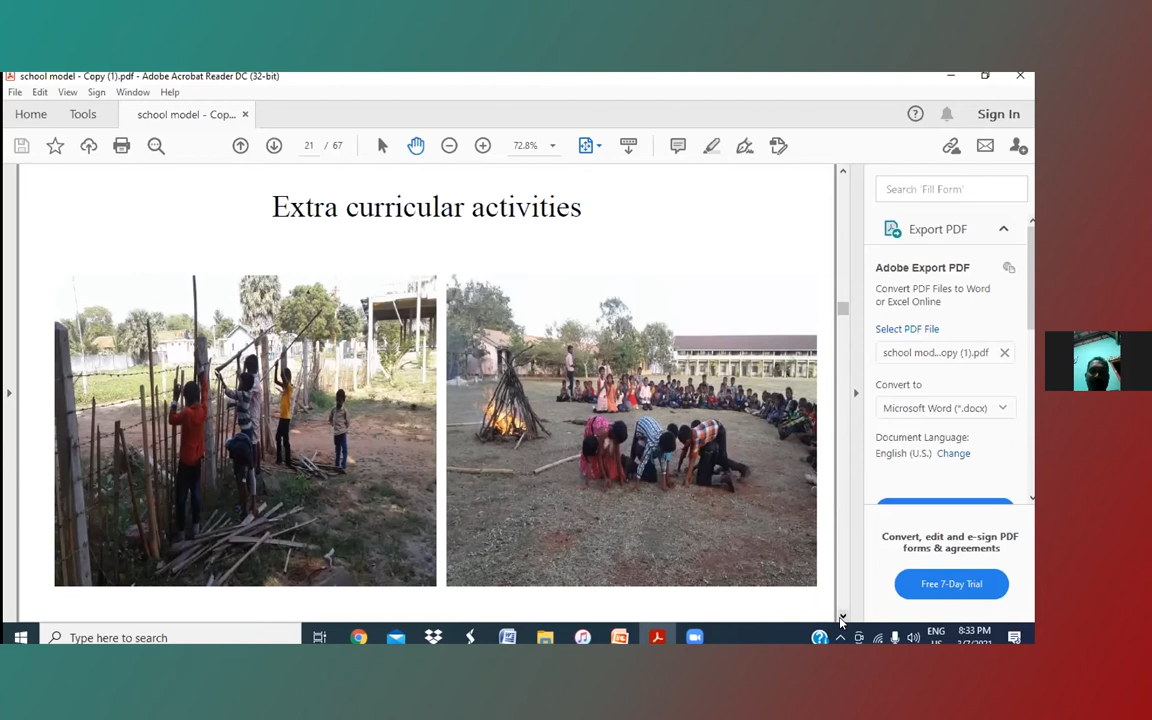 school model - Copy (1).pdf - Adobe Acrobat Reader DC (32-bit)
File Edit View Sign Window Help
Home Tools school model - Cop... × Sign In
21 / 67 72.8%
Extra curricular activities
Search 'Fill Form'
Export PDF
Adobe Export PDF
Convert PDF Files to Word
or Excel Online
Select PDF File
school mod...opy (1).pdf
Convert to
Microsoft Word (*.docx)
Document Language:
English (U.S.) Change
Convert, edit and e-sign PDF
forms & agreements
Free 7-Day Trial
Type here to search
ENG 8:33 PM